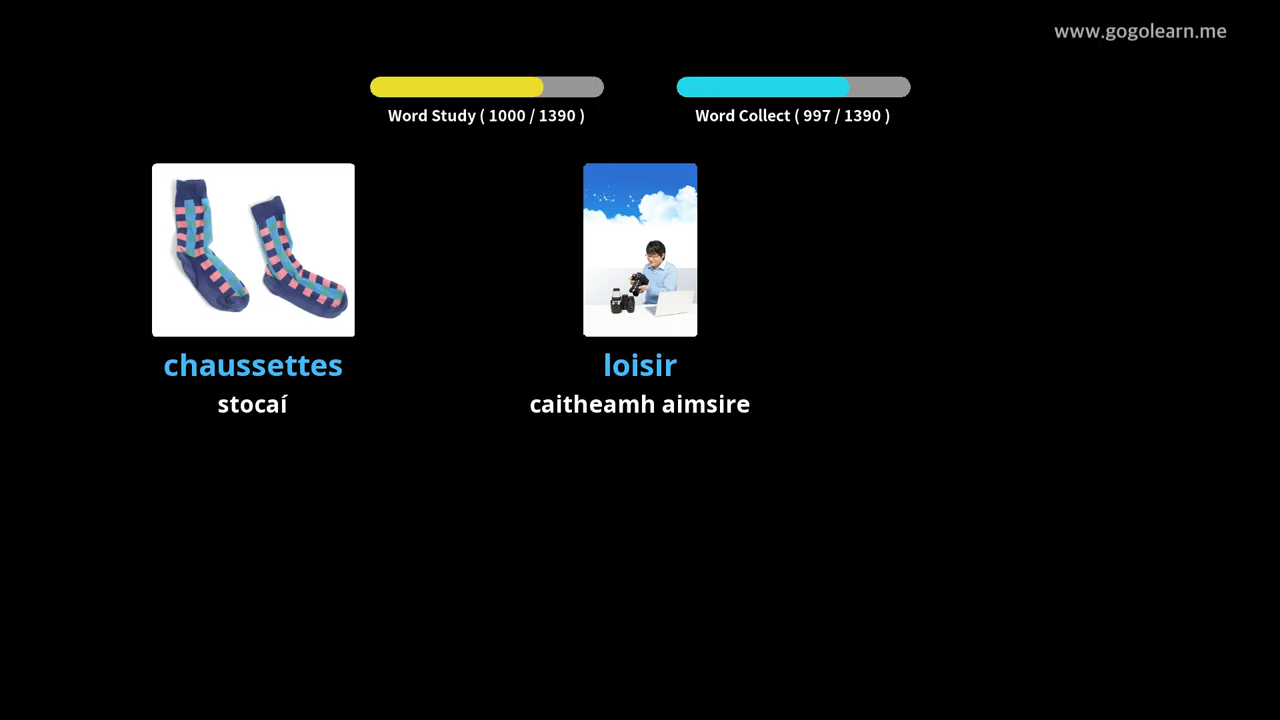 www.gogolearn.me
Word Study ( 1000 / 1390 )
Word Collect ( 997 / 1390 )
chaussettes
stocaí
loisir
caitheamh aimsire